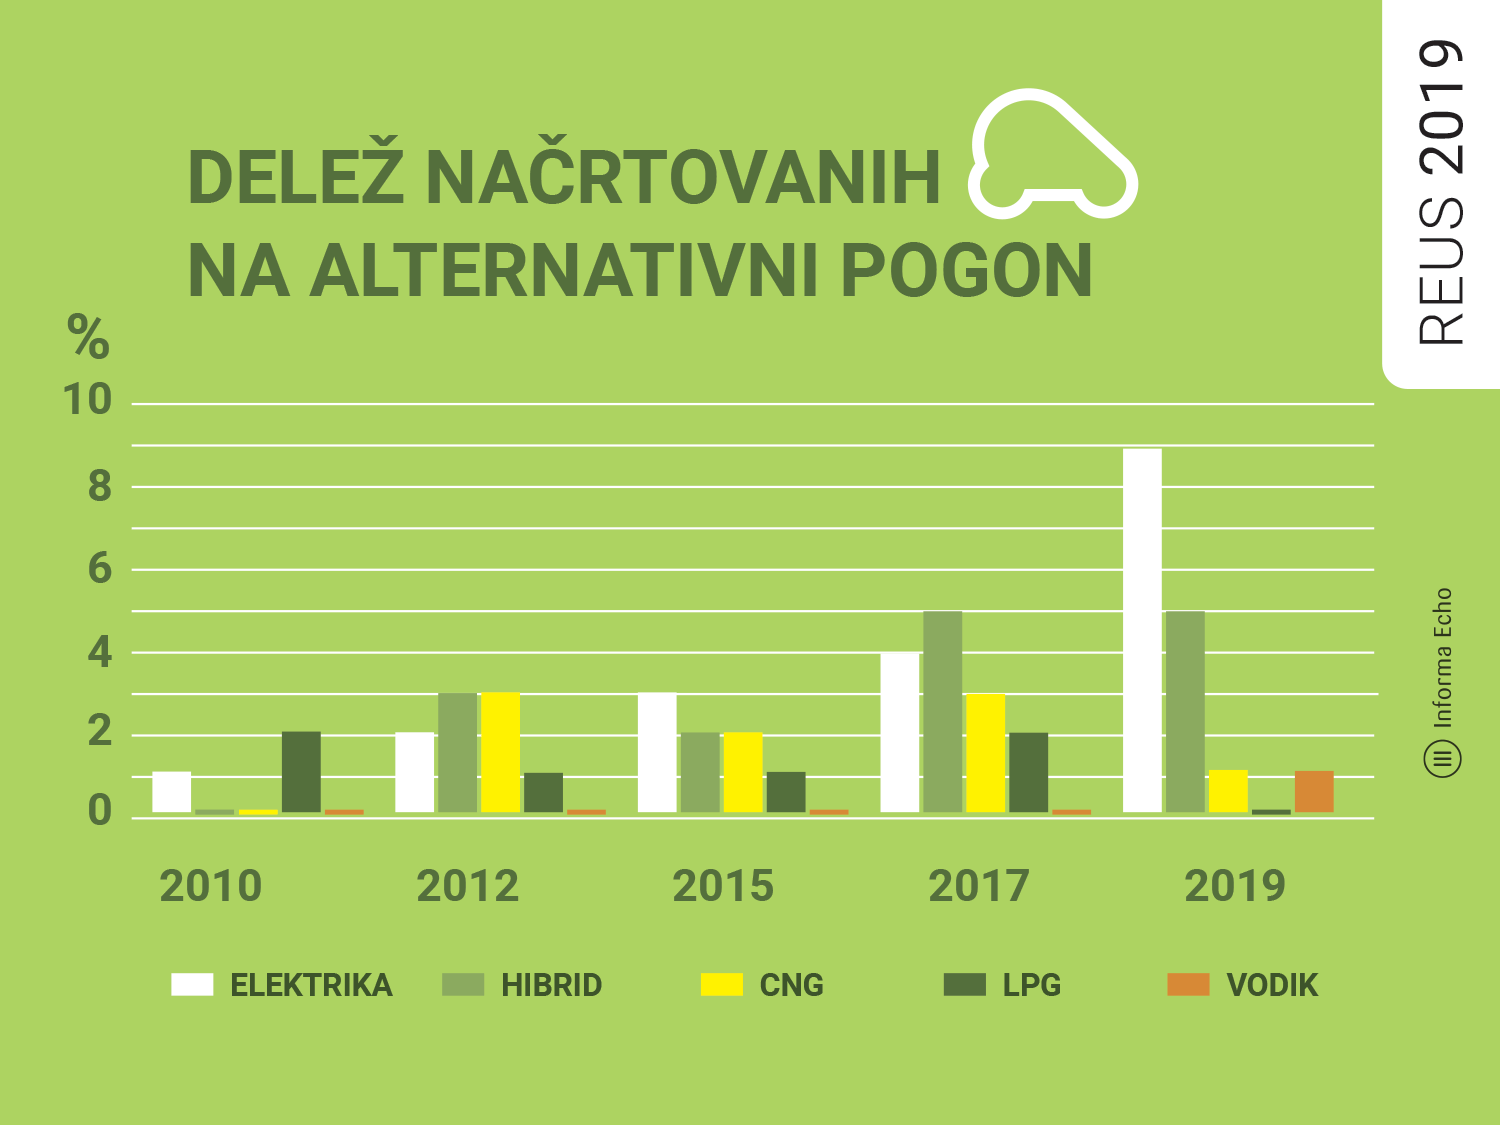 DELEŽ NAČRTOVANIH
NA ALTERNATIVNI POGON
REUS 2019
%
10
8
6
4
2
0
2010 2012 2015 2017 2019
ELEKTRIKA HIBRID CNG LPG VODIK
Informa Echo